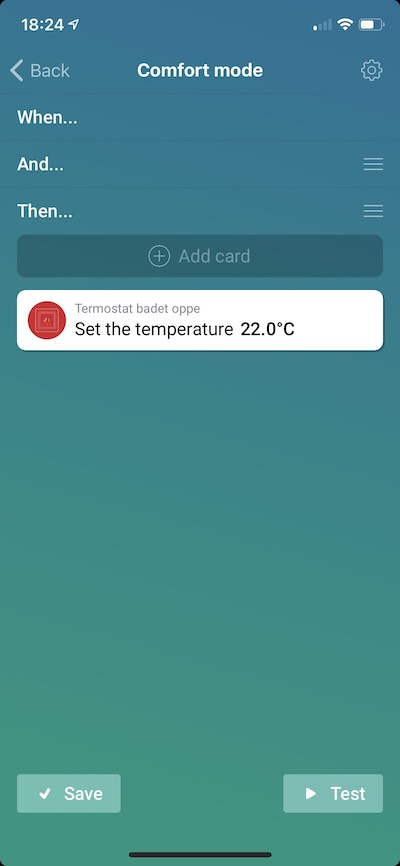 18:24
Back
Comfort mode
When...
And...
Then...
Add card
Termostat badet oppe
Set the temperature 22.0°C
Save
Test